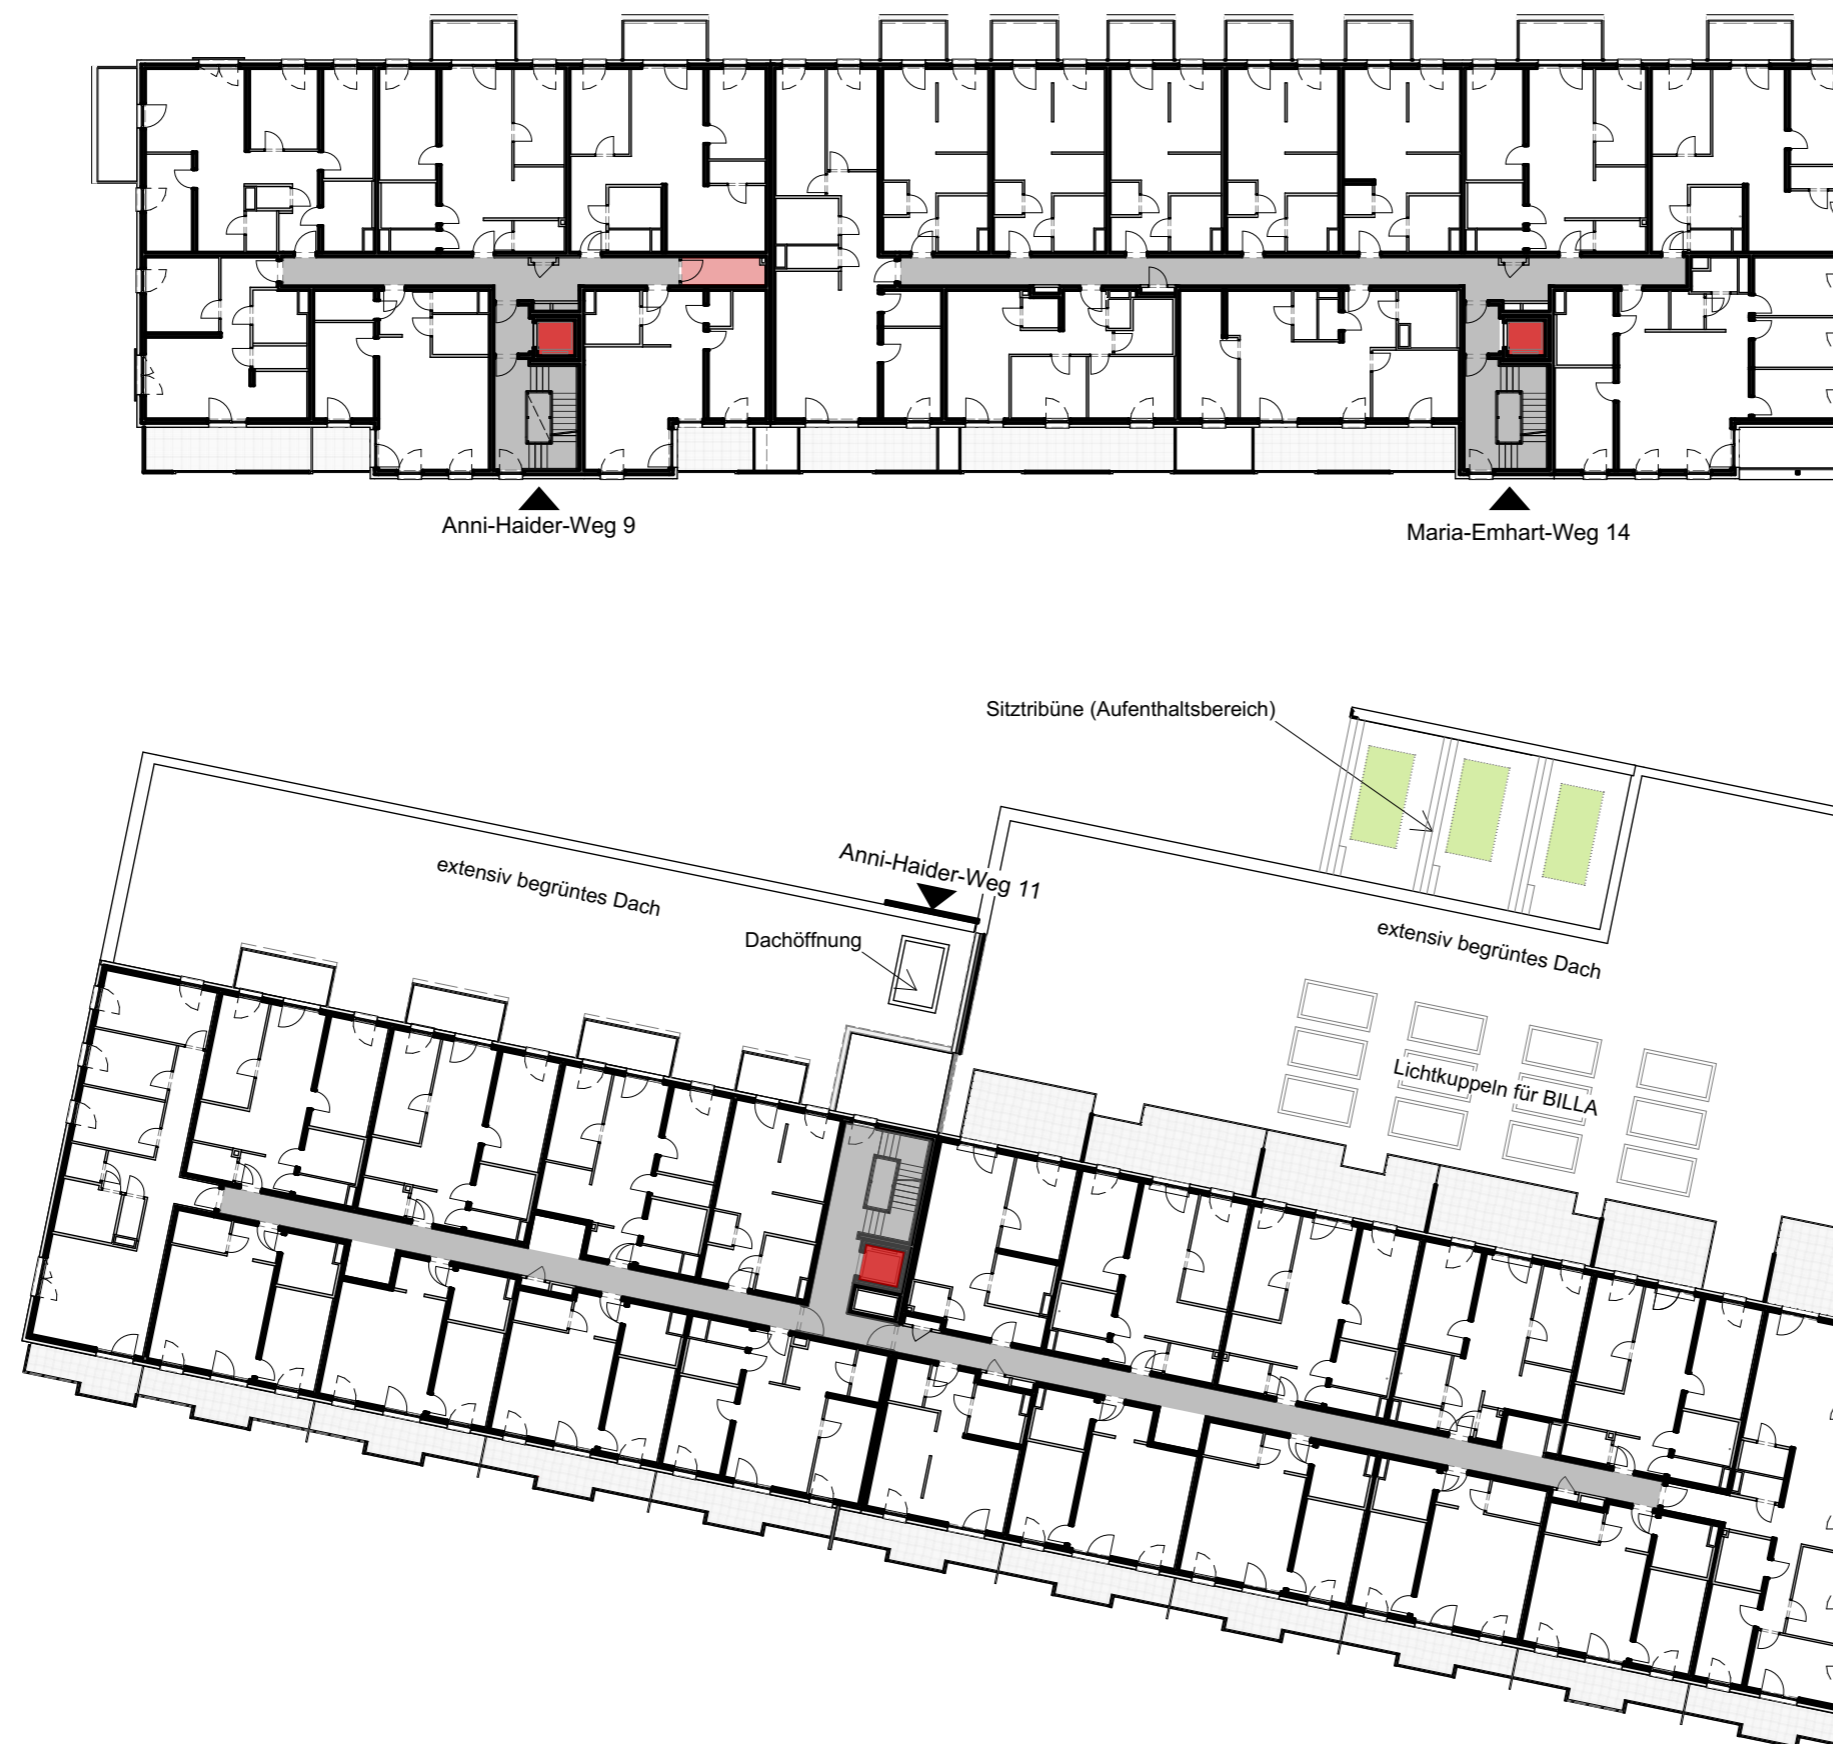 Anni-Haider-Weg 9
Maria-Emhart-Weg 14
Sitztribüne (Aufenthaltsbereich)
Anni-Haider-Weg 11
extensiv begrüntes Dach
Dachöffnung
extensiv begrüntes Dach
Lichtkuppeln für BILLA